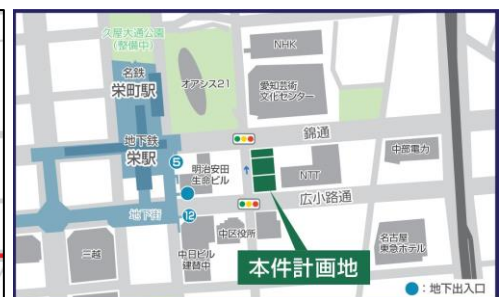 久屋大通公園
(整備中)
NHK
名鉄
栄町駅
オアシス21
愛知芸術
文化センター
錦通
地下鉄
栄駅
5
明治安田
生命ビル
NTT
中部電力
地下街
12
広小路通
三越
中日ビル
建替中
中区役所
本件計画地
名古屋
東急ホテル
:地下出入口